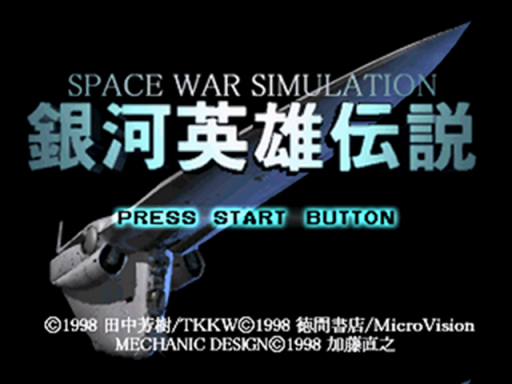 SPACE WAR SIMULATION
銀河英雄伝説
PRESS START BUTTON
©1998 田中芳樹/TKKW©1998 徳間書店/MicroVision
MECHANIC DESIGN©1998 加藤直之